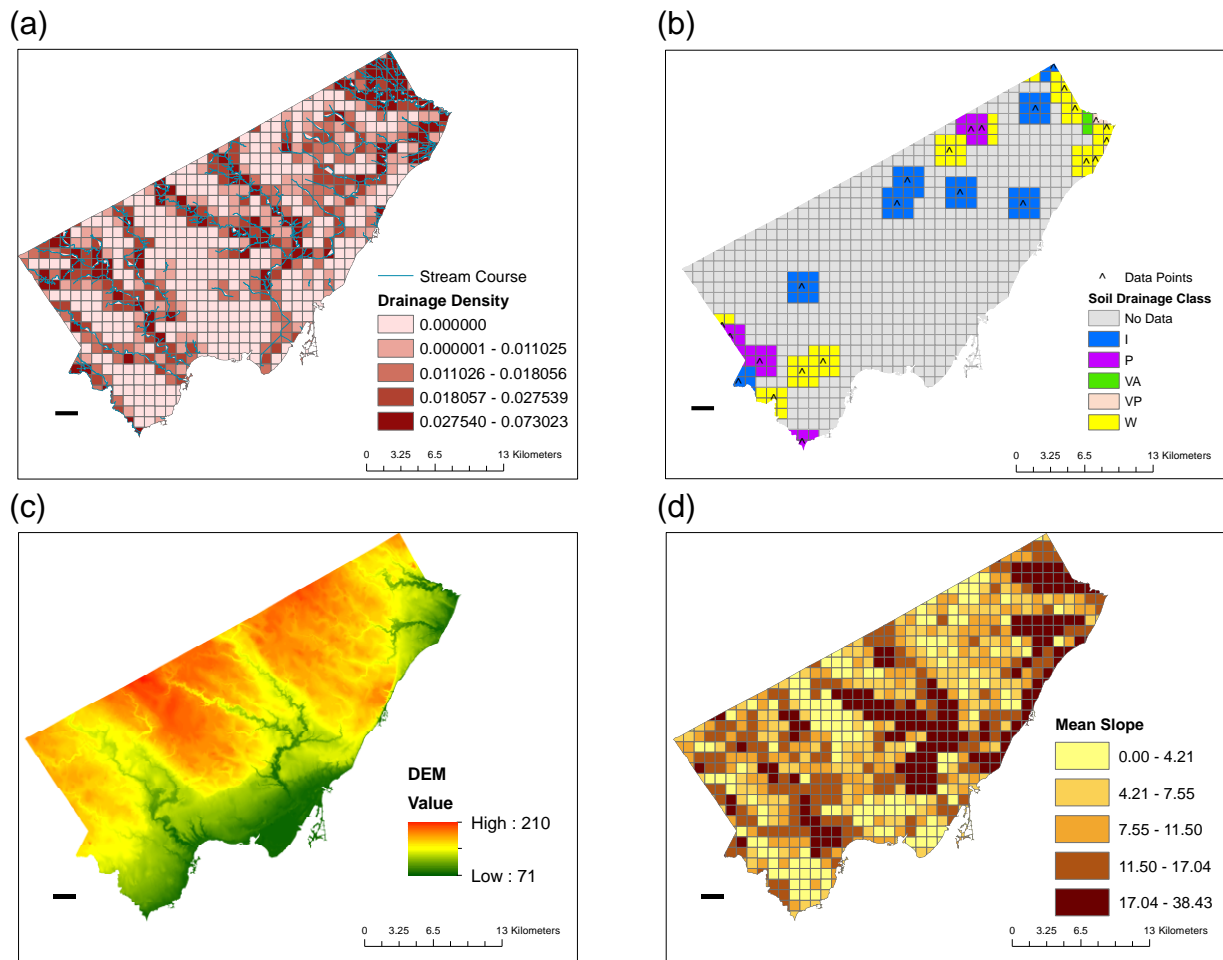 (a)
Stream Course
Drainage Density
0.000000
0.000001 - 0.011025
0.011026 - 0.018056
0.018057 - 0.027539
0.027540 - 0.073023
0 3.25 6.5 13 Kilometers
(b)
^ Data Points
Soil Drainage Class
No Data
I
P
VA
VP
W
0 3.25 6.5 13 Kilometers
(c)
DEM
Value
High : 210
Low : 71
0 3.25 6.5 13 Kilometers
(d)
Mean Slope
0.00 - 4.21
4.21 - 7.55
7.55 - 11.50
11.50 - 17.04
17.04 - 38.43
0 3.25 6.5 13 Kilometers